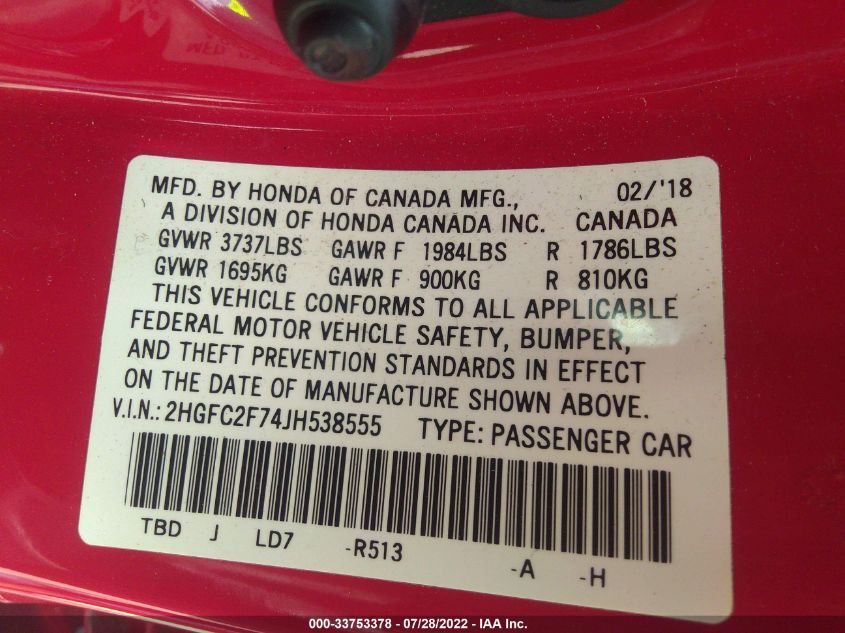 MFD. BY HONDA OF CANADA MFG., 02/'18
A DIVISION OF HONDA CANADA INC. CANADA
GVWR 3737LBS GAWR F 1984LBS R 1786LBS
GVWR 1695KG GAWR F 900KG R 810KG
THIS VEHICLE CONFORMS TO ALL APPLICABLE
FEDERAL MOTOR VEHICLE SAFETY, BUMPER,
AND THEFT PREVENTION STANDARDS IN EFFECT
ON THE DATE OF MANUFACTURE SHOWN ABOVE.
V.I.N.: 2HGFC2F74JH538555 TYPE: PASSENGER CAR
TBD J LD7 -R513 -A -H
000-33753378 - 07/28/2022 - IAA Inc.